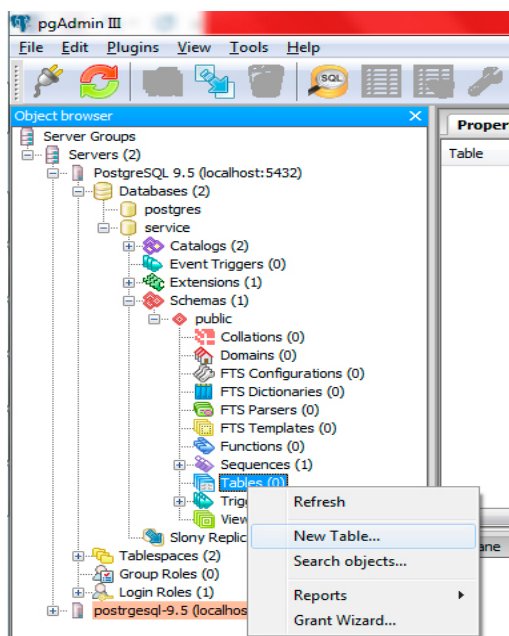 pgAdmin III
File Edit Plugins View Tools Help
SQL
Object browser
Server Groups
Servers (2)
PostgreSQL 9.5 (localhost:5432)
Databases (2)
postgres
service
Catalogs (2)
Event Triggers (0)
Extensions (1)
Schemas (1)
public
Collations (0)
Domains (0)
FTS Configurations (0)
FTS Dictionaries (0)
FTS Parsers (0)
FTS Templates (0)
Functions (0)
Sequences (1)
Tables (0)
Trig
View
Slony Replic
Tablespaces (2)
Group Roles (0)
Login Roles (1)
postrgesql-9.5 (localhos
Refresh
New Table...
Search objects...
Reports
Grant Wizard...
Proper
Table
ane